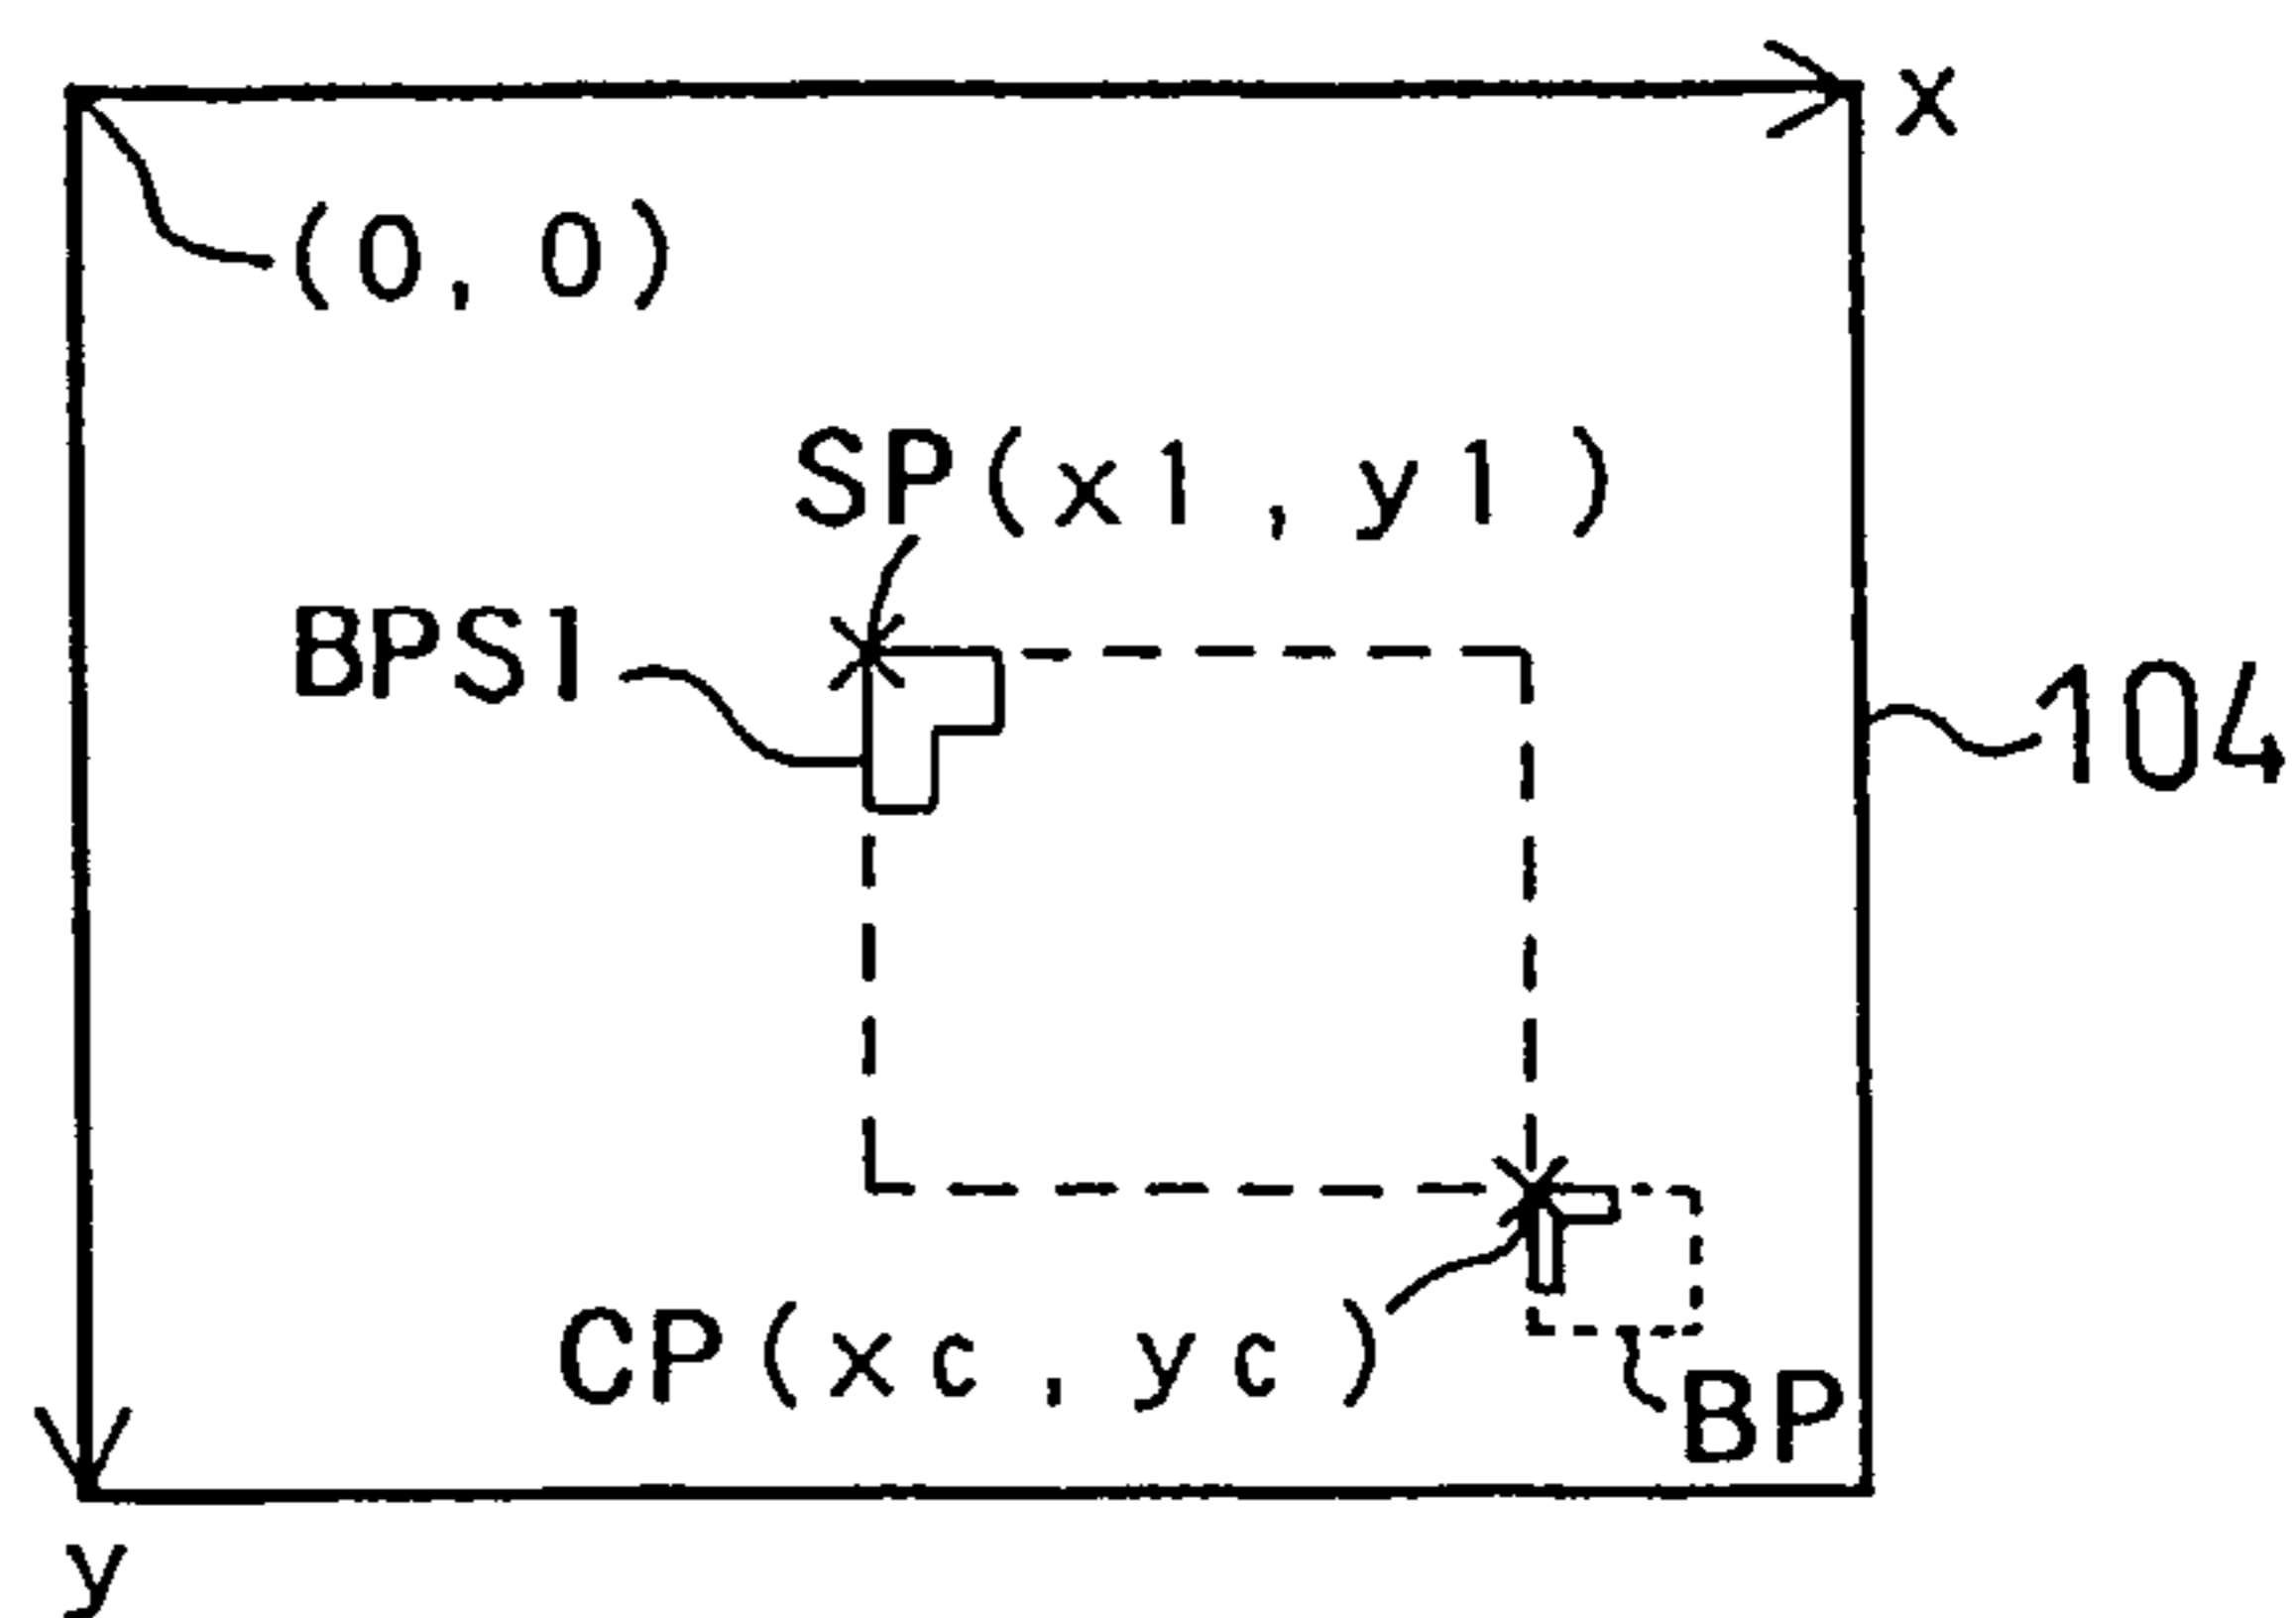 x
(0, 0)
SP(x1, y1)
BPS1
104
CP(xc, yc)
BP
y